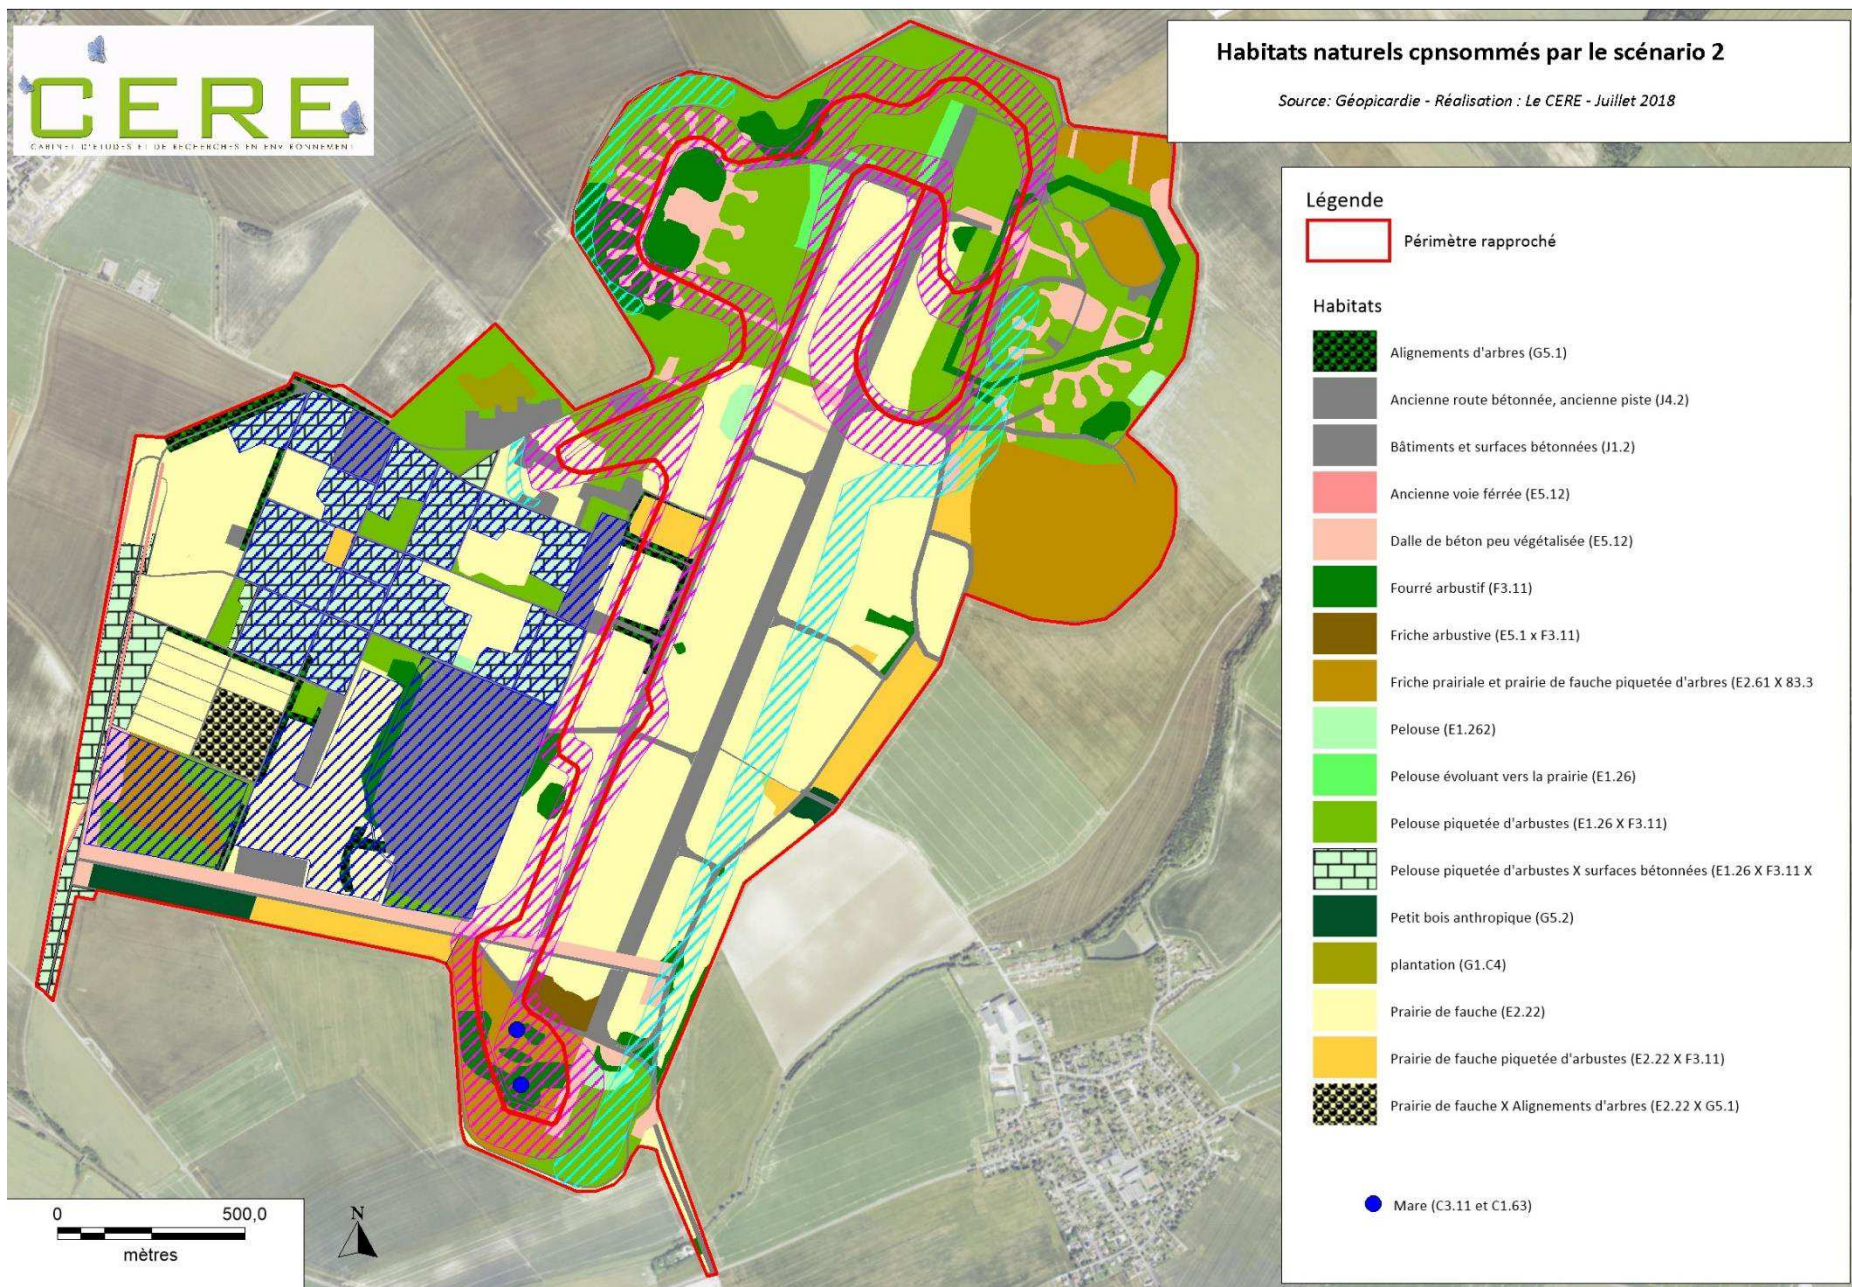 CERE
CABINET D'ETUDES ET DE RECHERCHES EN ENVIRONNEMENT
Habitats naturels cpnsommés par le scénario 2
Source: Géopicardie - Réalisation : Le CERE - Juillet 2018
Légende
Périmètre rapproché
Habitats
Alignements d'arbres (G5.1)
Ancienne route bétonnée, ancienne piste (J4.2)
Bâtiments et surfaces bétonnées (J1.2)
Ancienne voie férrée (E5.12)
Dalle de béton peu végétalisée (E5.12)
Fourré arbustif (F3.11)
Friche arbustive (E5.1 x F3.11)
Friche prairiale et prairie de fauche piquetée d'arbres (E2.61 X 83.3
Pelouse (E1.262)
Pelouse évoluant vers la prairie (E1.26)
Pelouse piquetée d'arbustes (E1.26 X F3.11)
Pelouse piquetée d'arbustes X surfaces bétonnées (E1.26 X F3.11 X
Petit bois anthropique (G5.2)
plantation (G1.C4)
Prairie de fauche (E2.22)
Prairie de fauche piquetée d'arbustes (E2.22 X F3.11)
Prairie de fauche X Alignements d'arbres (E2.22 X G5.1)
Mare (C3.11 et C1.63)
0 500,0
mètres
N